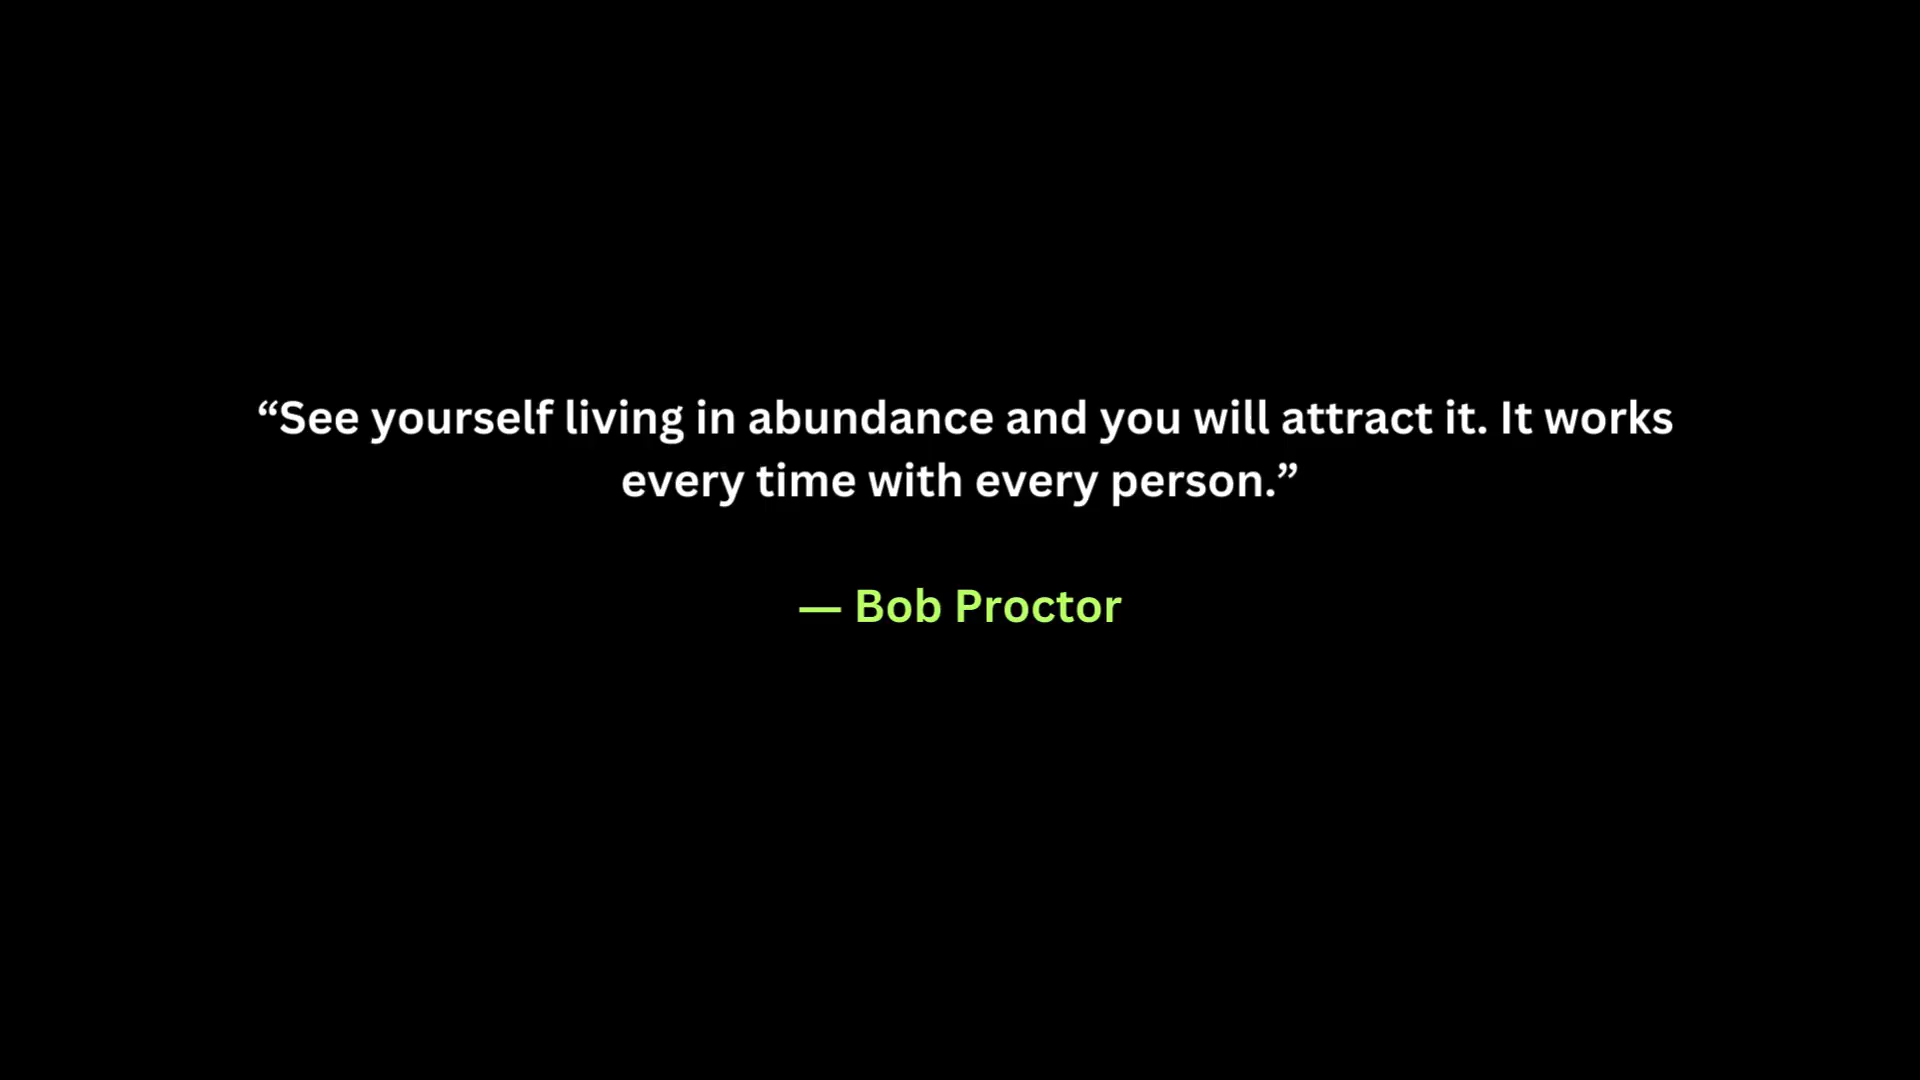 “See yourself living in abundance and you will attract it. It works
every time with every person.”
— Bob Proctor